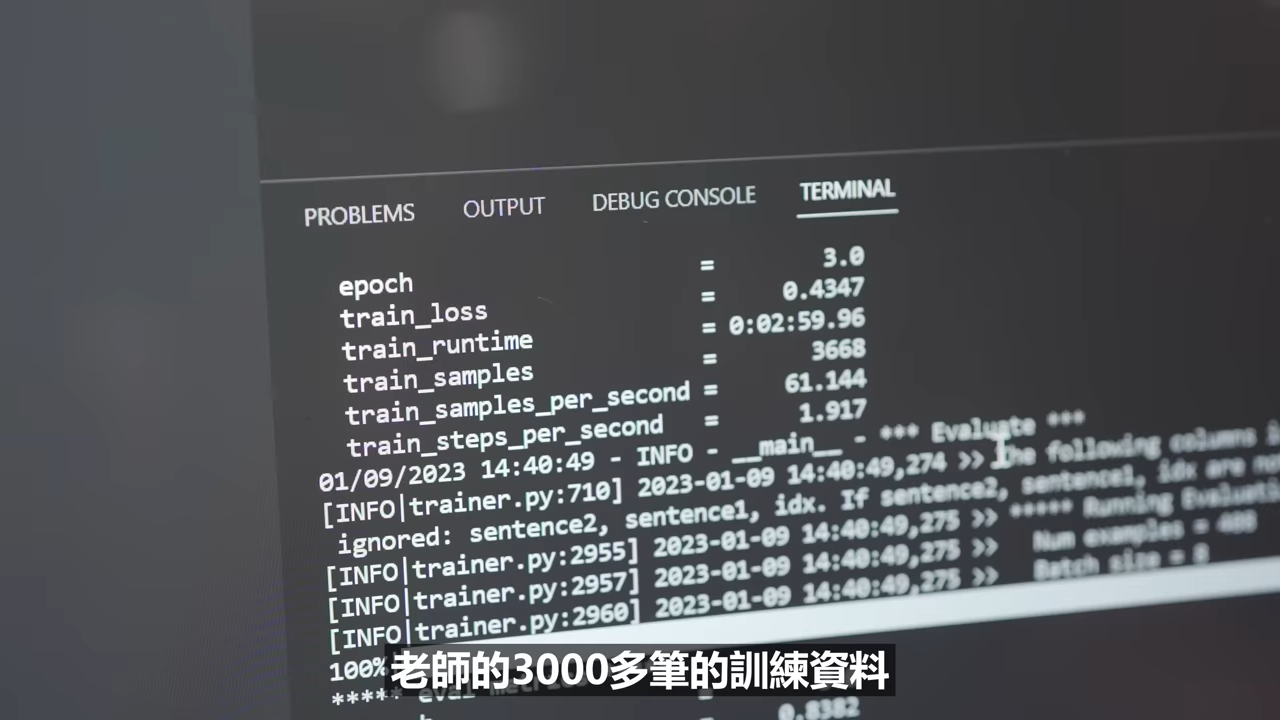 PROBLEMS OUTPUT DEBUG CONSOLE TERMINAL
epoch = 3.0
train_loss = 0.4347
train_runtime = 0:02:59.96
train_samples = 3668
train_samples_per_second = 61.144
train_steps_per_second = 1.917
01/09/2023 14:40:49 - INFO - __main__ - *** Evaluate ***
[INFO|trainer.py:710] 2023-01-09 14:40:49,274 >> The following columns
ignored: sentence2, sentence1, idx. If sentence2, sentence1, idx are
[INFO|trainer.py:2955] 2023-01-09 14:40:49,275 >> ***** Running
[INFO|trainer.py:2957] 2023-01-09 14:40:49,275 >> Num examples = 408
[INFO|trainer.py:2960] 2023-01-09 14:40:49,275 >> Batch size = 8
100%
***** eval
0.8382
老師的3000多筆的訓練資料